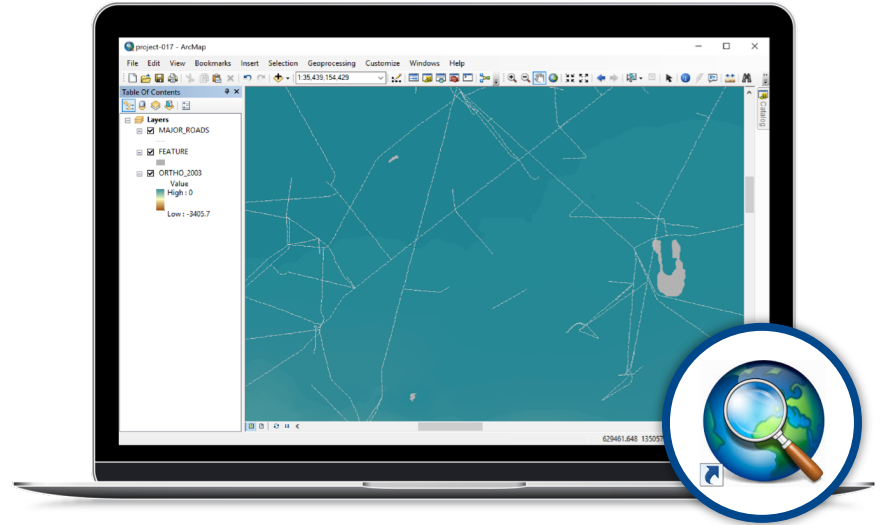 project-017 - ArcMap
File Edit View Bookmarks Insert Selection Geoprocessing Customize Windows Help
1:35,439,154,429
Table Of Contents
Layers
MAJOR_ROADS
FEATURE
ORTHO_2003
Value
High : 0
Low : -3405.7
Catalog
629461.648 13505